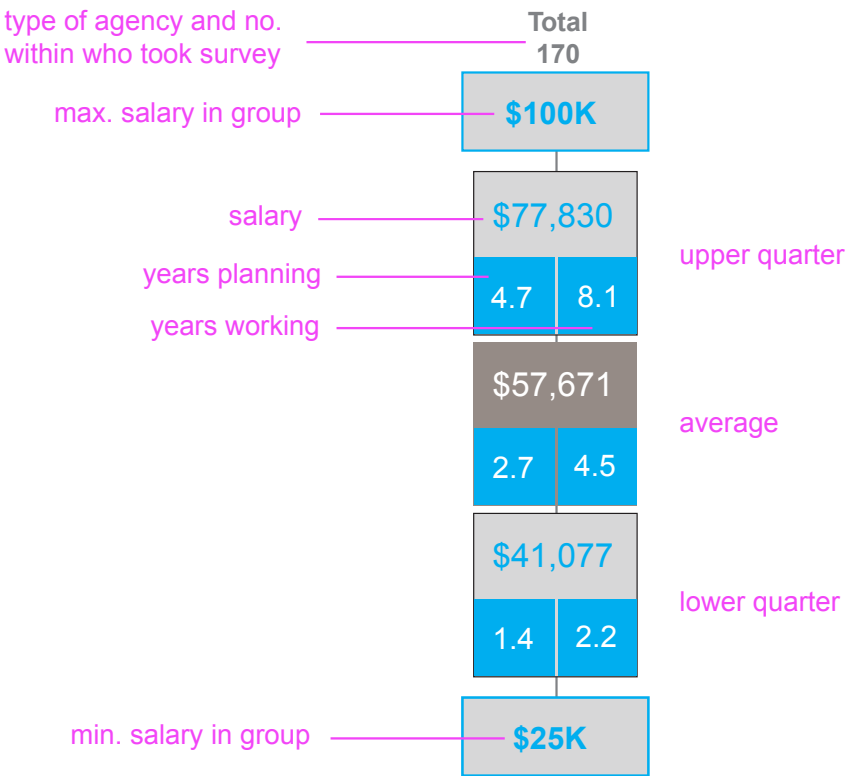 type of agency and no.
within who took survey
Total
170
max. salary in group
$100K
salary
$77,830
years planning
4.7
8.1
years working
upper quarter
$57,671
2.7
4.5
average
$41,077
1.4
2.2
lower quarter
min. salary in group
$25K